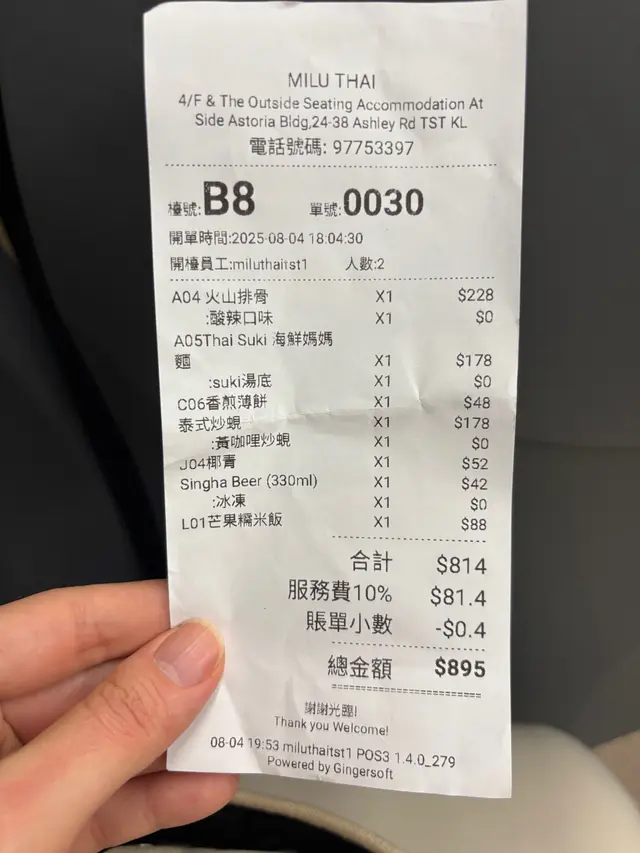 MILU THAI
4/F & The Outside Seating Accommodation At
Side Astoria Bldg,24-38 Ashley Rd TST KL
電話號碼: 97753397
檯號:B8 單號:0030
開單時間:2025-08-04 18:04:30
開檯員工:miluthaitst1 人數:2
A04 火山排骨 X1 $228
:酸辣口味 X1 $0
A05Thai Suki 海鮮媽媽
麵 X1 $178
:suki湯底 X1 $0
C06香煎薄餅 X1 $48
泰式炒蜆 X1 $178
:黃咖哩炒蜆 X1 $0
J04椰青 X1 $52
Singha Beer (330ml) X1 $42
:冰凍 X1 $0
L01芒果糯米飯 X1 $88
合計 $814
服務費10% $81.4
賬單小數 -$0.4
總金額 $895
謝謝光臨!
Thank you Welcome!
08-04 19:53 miluthaitst1 POS3 1.4.0_279
Powered by Gingersoft